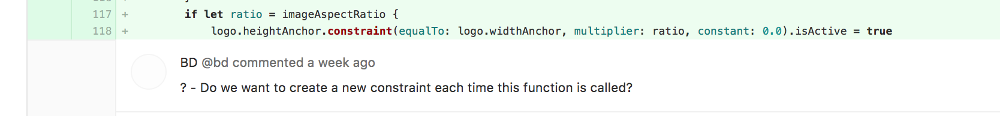 117 + if let ratio = imageAspectRatio {
118 + logo.heightAnchor.constraint(equalTo: logo.widthAnchor, multiplier: ratio, constant: 0.0).isActive = true
BD @bd commented a week ago
? - Do we want to create a new constraint each time this function is called?